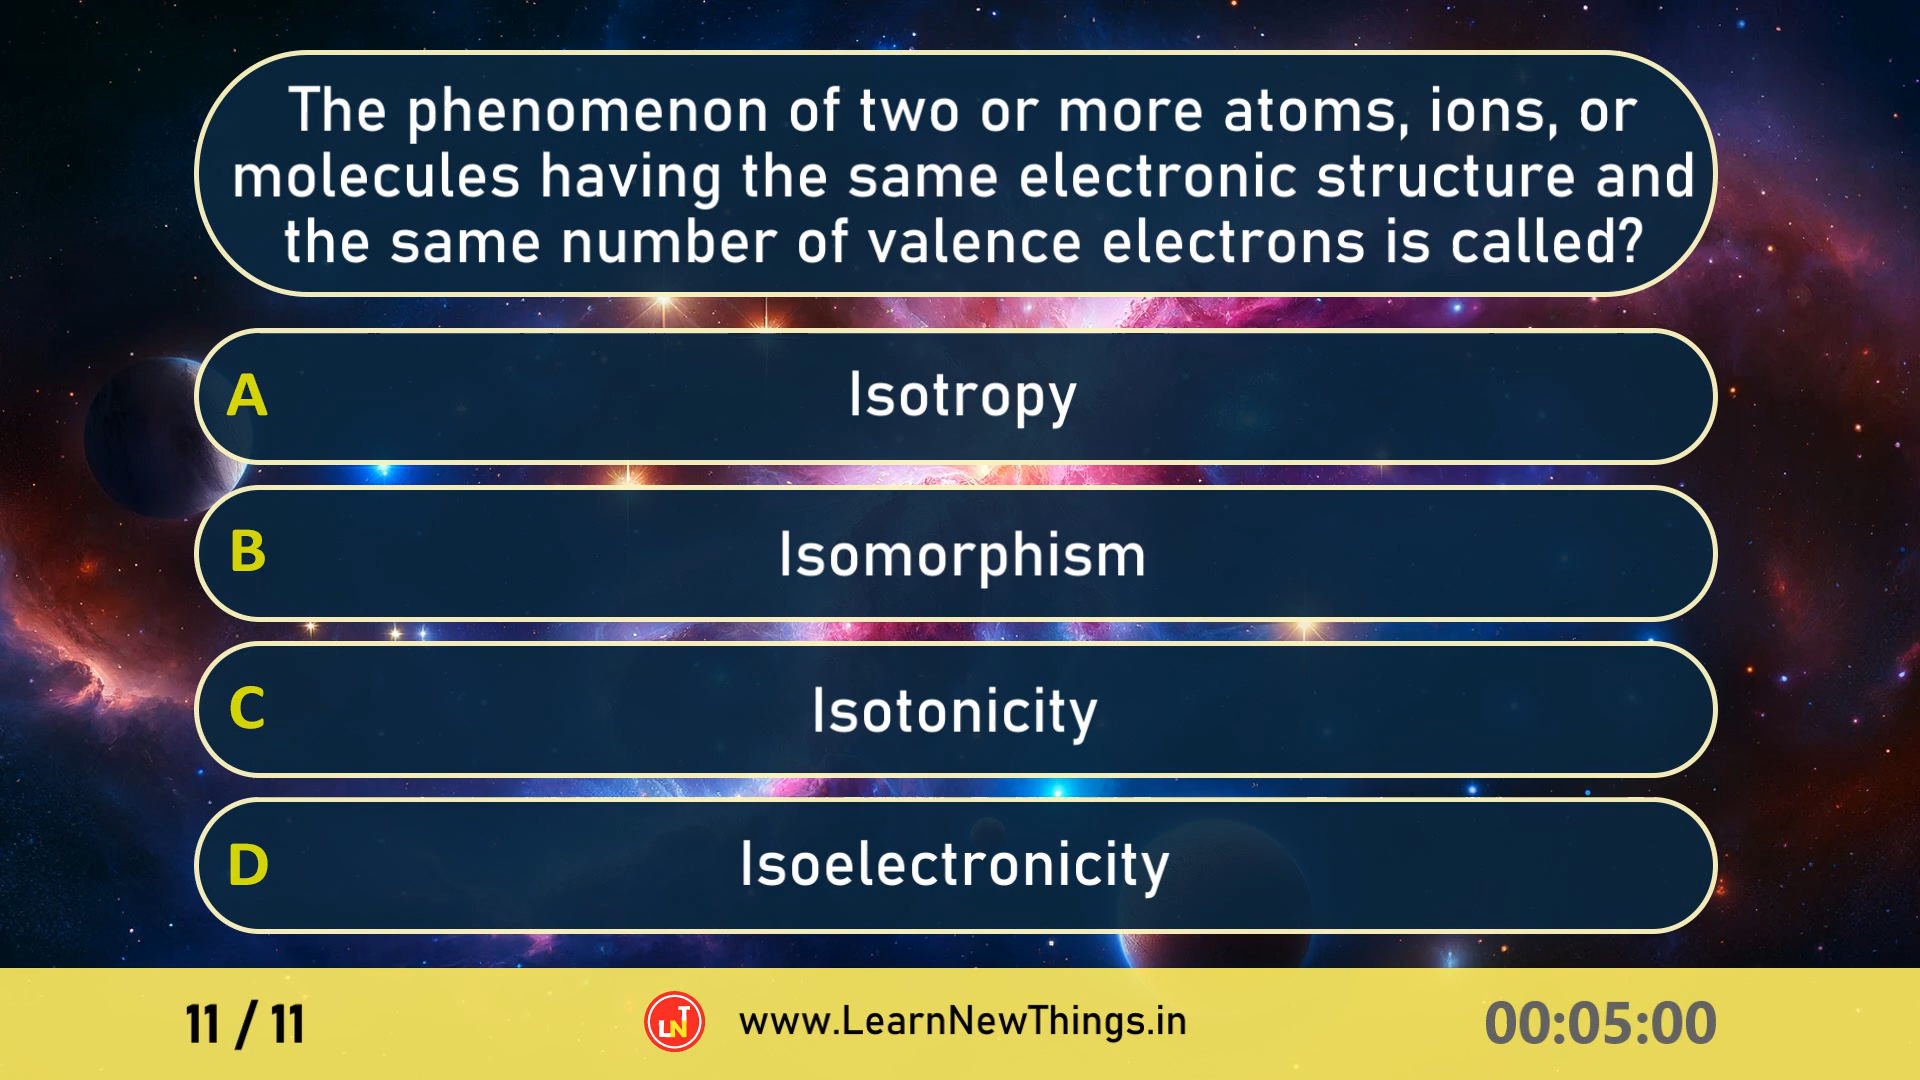 The phenomenon of two or more atoms, ions, or
molecules having the same electronic structure and
the same number of valence electrons is called?
A Isotropy
B Isomorphism
C Isotonicity
D Isoelectronicity
11 / 11 LNT www.LearnNewThings.in 00:05:00